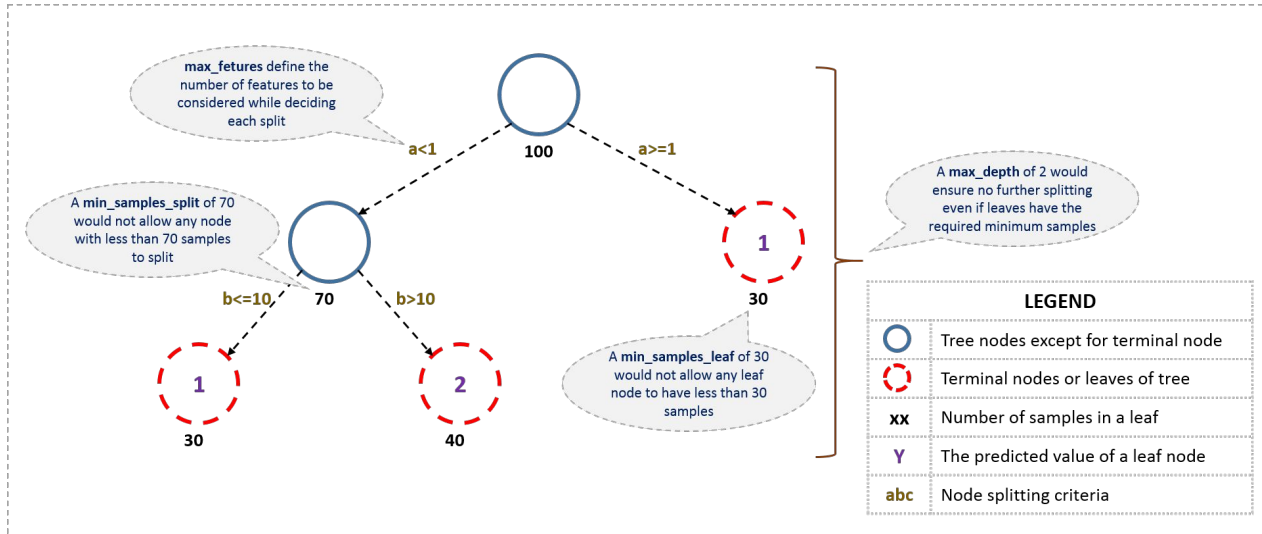 max_fetures define the
number of features to be
considered while deciding
each split
a<1
100
a>=1
A min_samples_split of 70
would not allow any node
with less than 70 samples
to split
A max_depth of 2 would
ensure no further splitting
even if leaves have the
required minimum samples
1
b<=10
70
b>10
30
A min_samples_leaf of 30
would not allow any leaf
node to have less than 30
samples
1
2
30
40
LEGEND
Tree nodes except for terminal node
Terminal nodes or leaves of tree
xx Number of samples in a leaf
Y The predicted value of a leaf node
abc Node splitting criteria